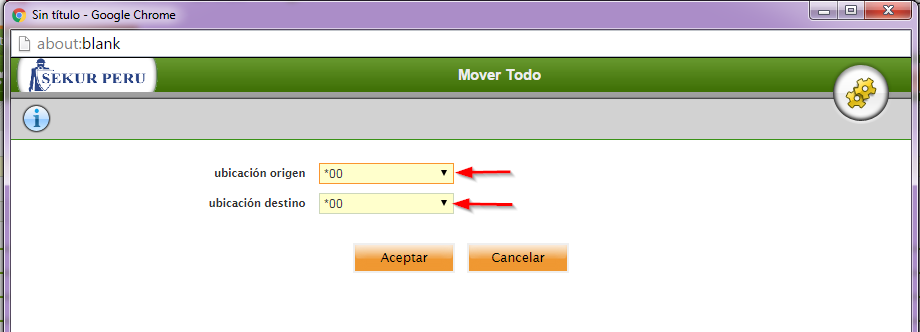 Sin título - Google Chrome
about:blank
SEKUR PERU
Mover Todo
ubicación origen *00
ubicación destino *00
Aceptar Cancelar